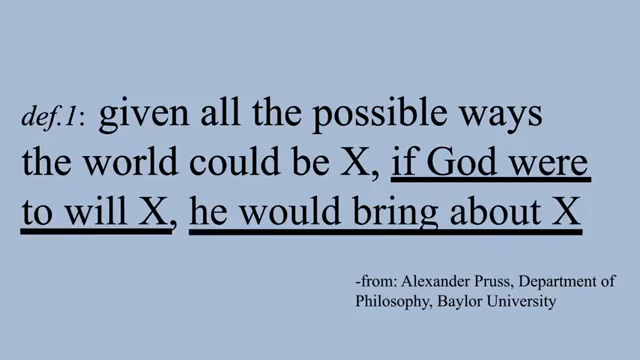 def.1: given all the possible ways
the world could be X, if God were
to will X, he would bring about X
-from: Alexander Pruss, Department of
Philosophy, Baylor University